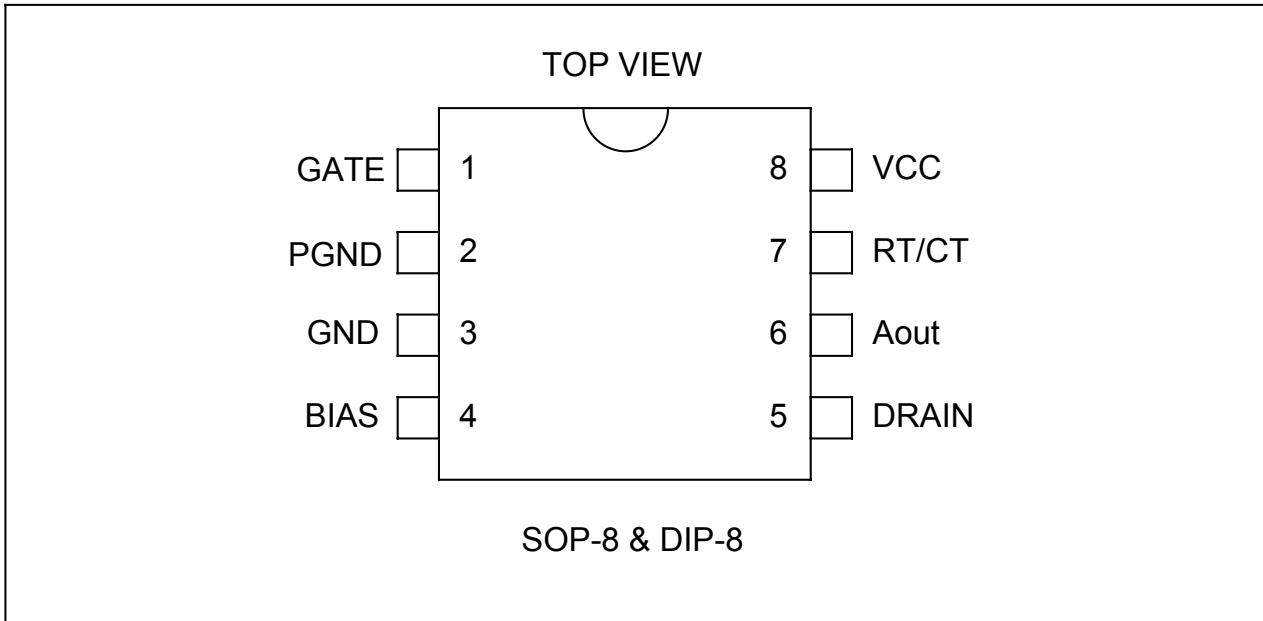 TOP VIEW
GATE 1 8 VCC
PGND 2 7 RT/CT
GND 3 6 Aout
BIAS 4 5 DRAIN
SOP-8 & DIP-8